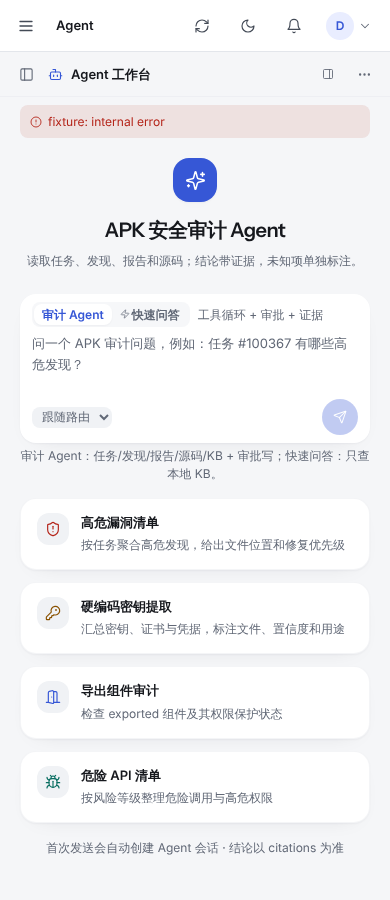 Agent
D
Agent 工作台
fixture: internal error
APK 安全审计 Agent
读取任务、发现、报告和源码；结论带证据，未知项单独标注。
审计 Agent 快速问答 工具循环 + 审批 + 证据
问一个 APK 审计问题，例如：任务 #100367 有哪些高
危发现？
跟随路由
审计 Agent：任务/发现/报告/源码/KB + 审批写；快速问答：只查
本地 KB。
高危漏洞清单
按任务聚合高危发现，给出文件位置和修复优先级
硬编码密钥提取
汇总密钥、证书与凭据，标注文件、置信度和用途
导出组件审计
检查 exported 组件及其权限保护状态
危险 API 清单
按风险等级整理危险调用与高危权限
首次发送会自动创建 Agent 会话 · 结论以 citations 为准